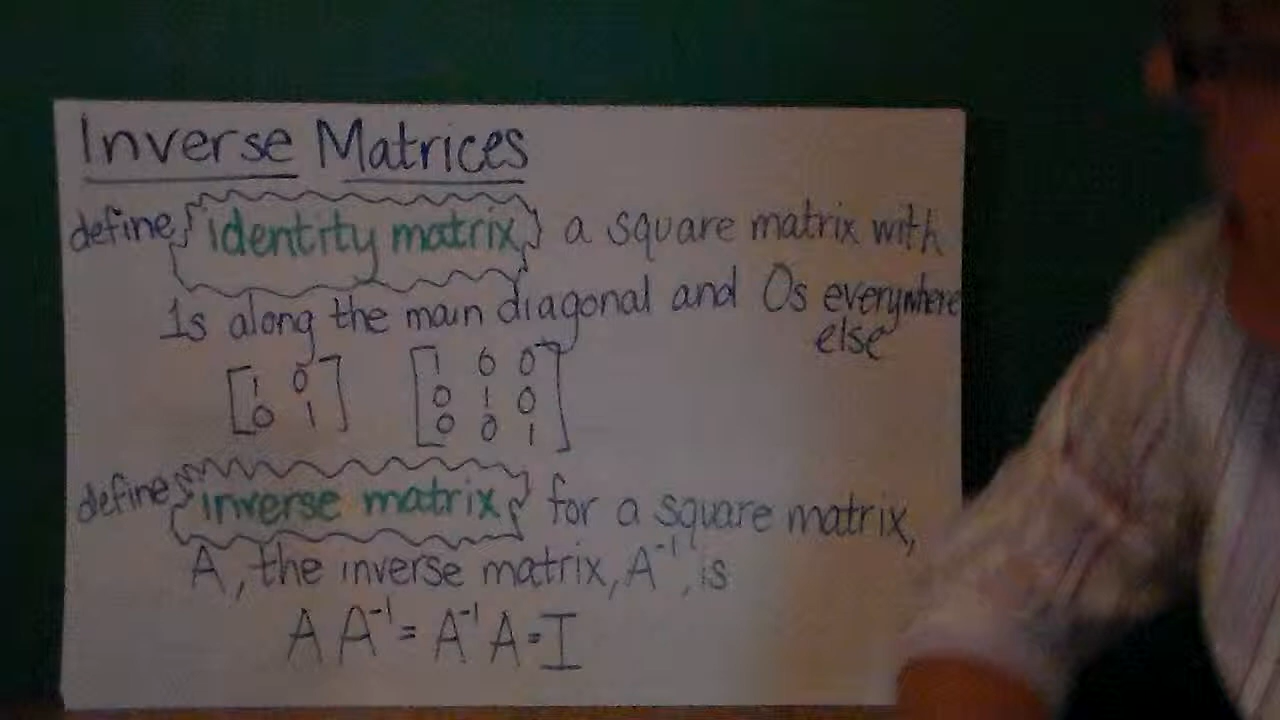 Inverse Matrices
define identity matrix a square matrix with
1s along the main diagonal and 0s everywhere
else
[1 0] [1 0 0]
[0 1] [0 1 0]
[0 0 1]
define inverse matrix for a square matrix,
A, the inverse matrix, A⁻¹, is
A A⁻¹ = A⁻¹ A = I